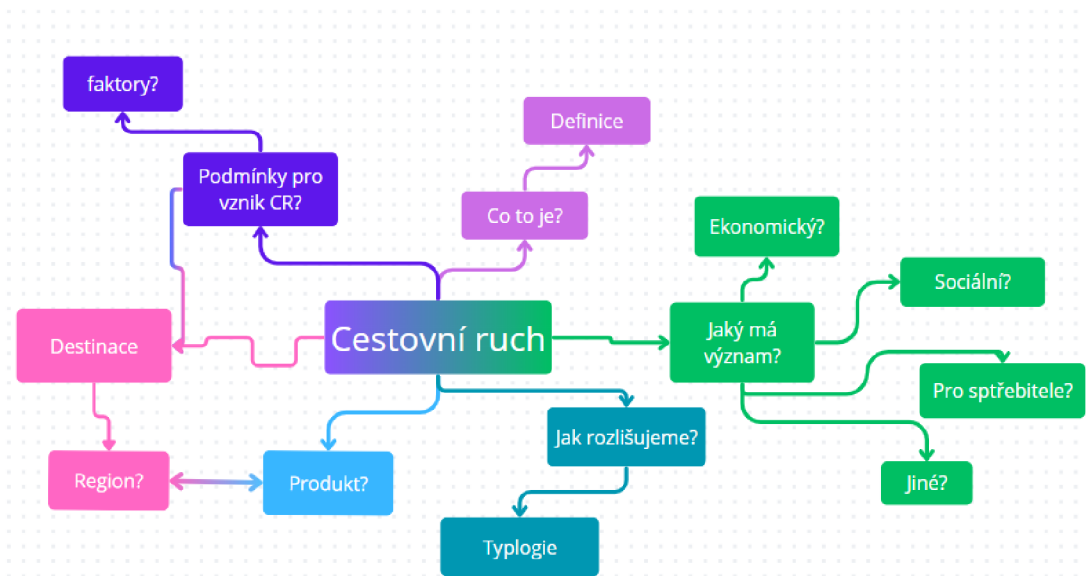 faktory?
Definice
Podmínky pro
vznik CR?
Co to je?
Ekonomický?
Sociální?
Destinace
Cestovní ruch
Jaký má
význam?
Pro sptřebitele?
Jak rozlišujeme?
Region?
Produkt?
Jiné?
Typlogie